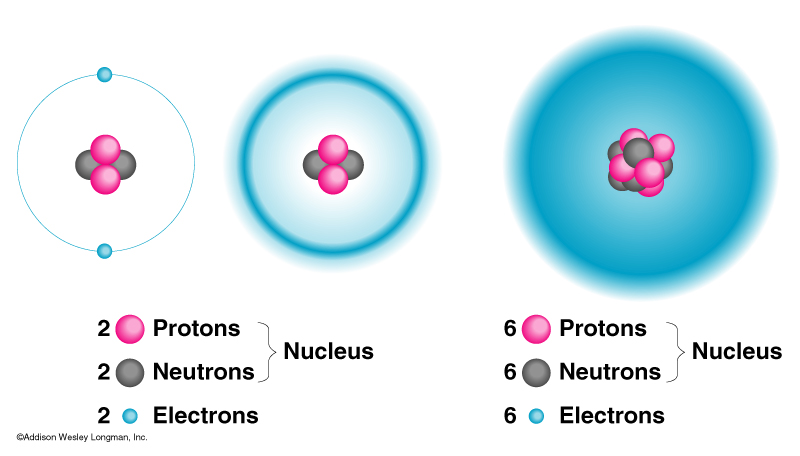 2 Protons
2 Neutrons
Nucleus
2 Electrons
6 Protons
6 Neutrons
Nucleus
6 Electrons
©Addison Wesley Longman, Inc.